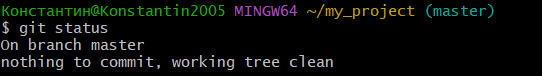 Константин@Konstantin2005 MINGW64 ~/my_project (master)
$ git status
On branch master
nothing to commit, working tree clean